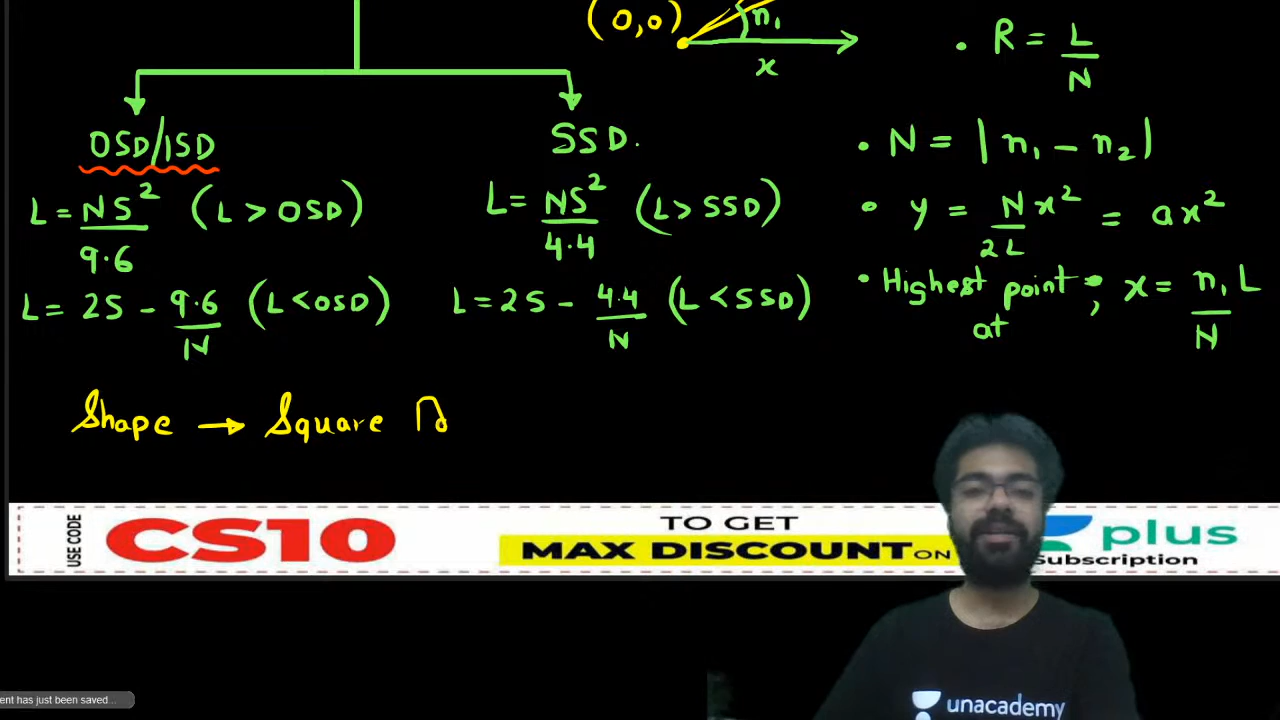 (0,0)
n₁
x
• R = L/N
OSD/ISD
SSD.
• N = |n₁ - n₂|
L = NS²/9.6 (L > OSD)
L = NS²/4.4 (L > SSD)
• y = N/2L x² = ax²
L = 2S - 9.6/N (L < OSD)
L = 2S - 4.4/N (L < SSD)
• Highest point ; x = n₁L/N
at
Shape → Square
USE CODE
CS10
TO GET
MAX DISCOUNT ON
plus
Subscription
unacademy
ent has just been saved...